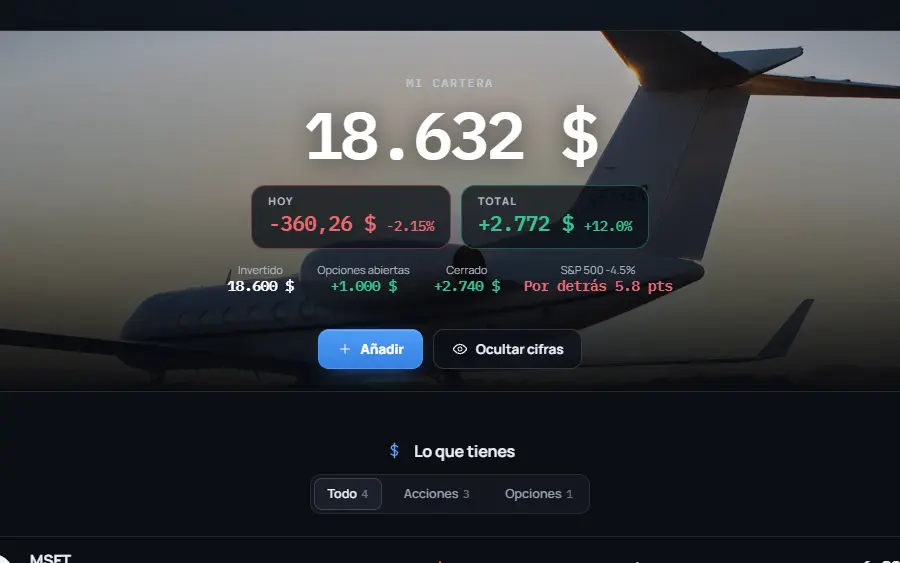 MI CARTERA
18.632 $
HOY
-360,26 $ -2.15%
TOTAL
+2.772 $ +12.0%
Invertido
18.600 $
Opciones abiertas
+1.000 $
Cerrado
+2.740 $
S&P 500 -4.5%
Por detrás 5.8 pts
+ Añadir
Ocultar cifras
$ Lo que tienes
Todo 4
Acciones 3
Opciones 1
MSFT